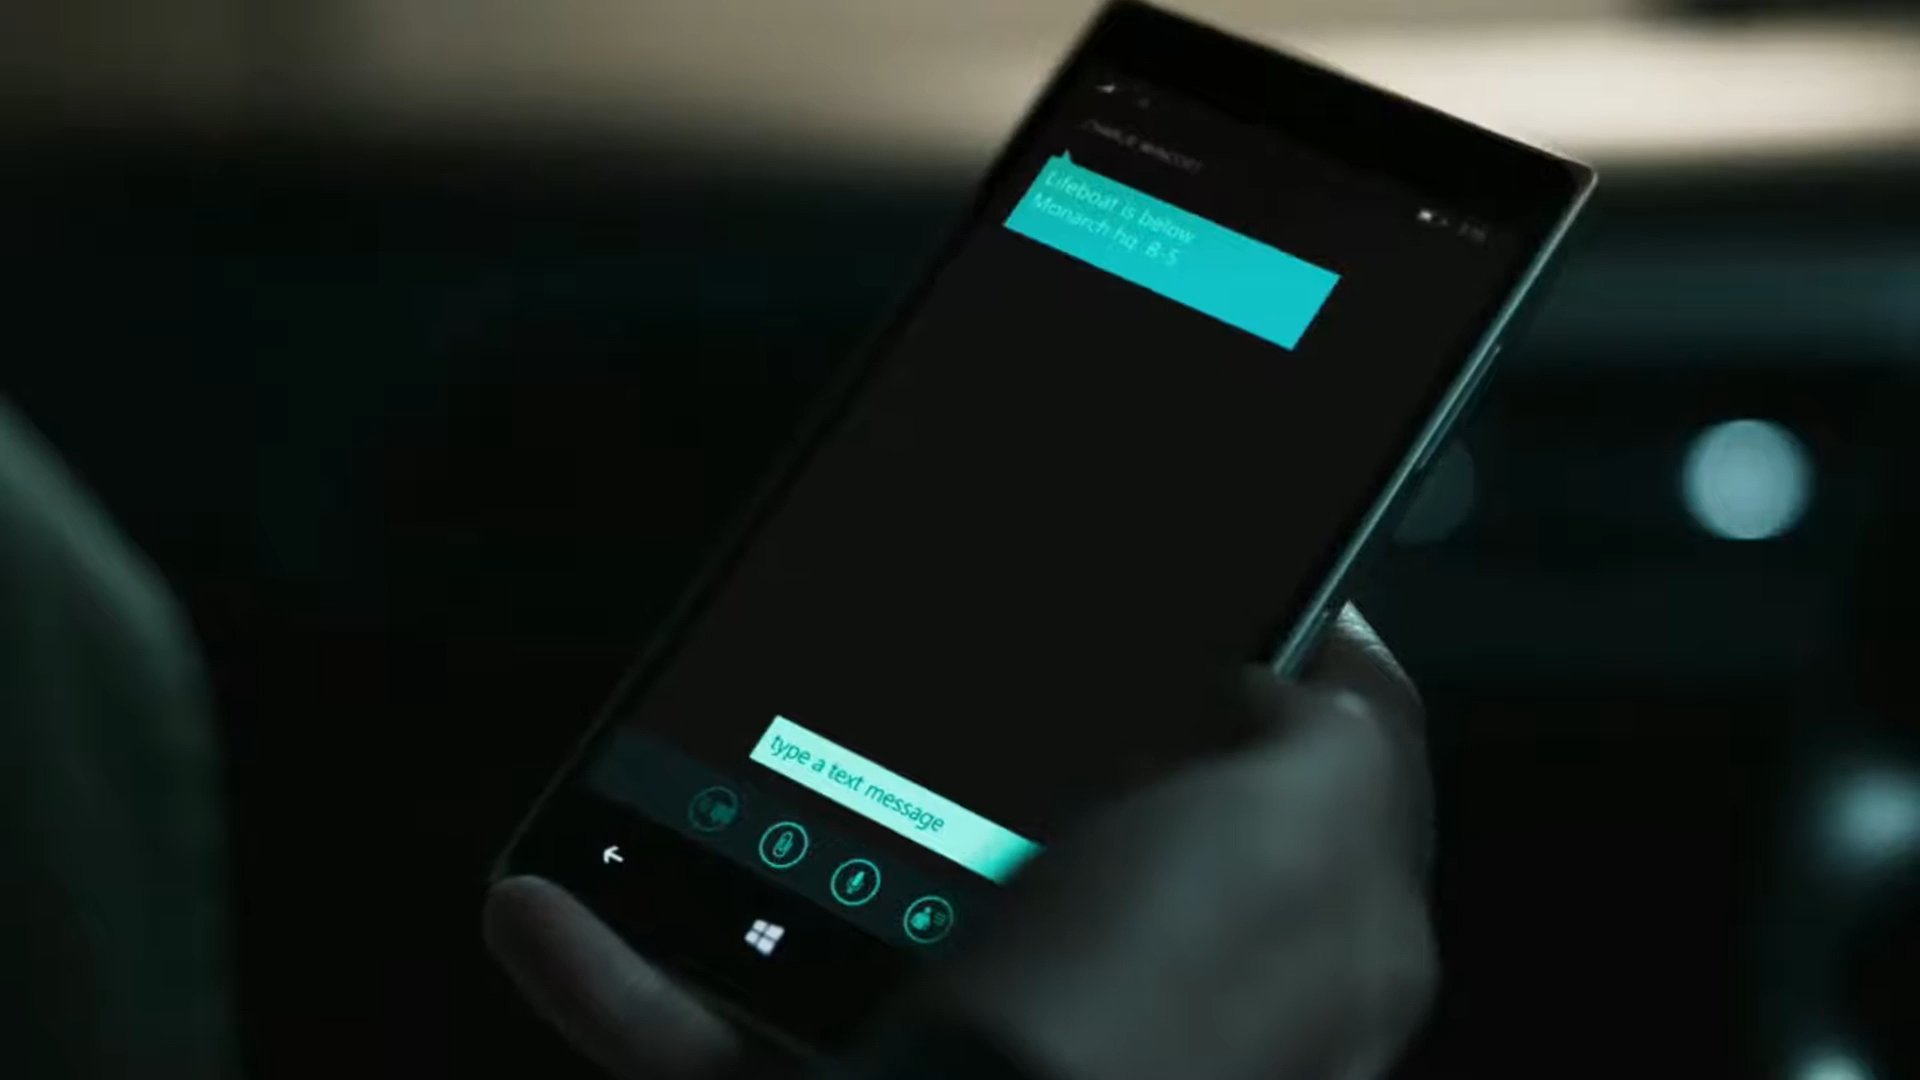 Lifeboat is below
Monarch hq. B-5
type a text message